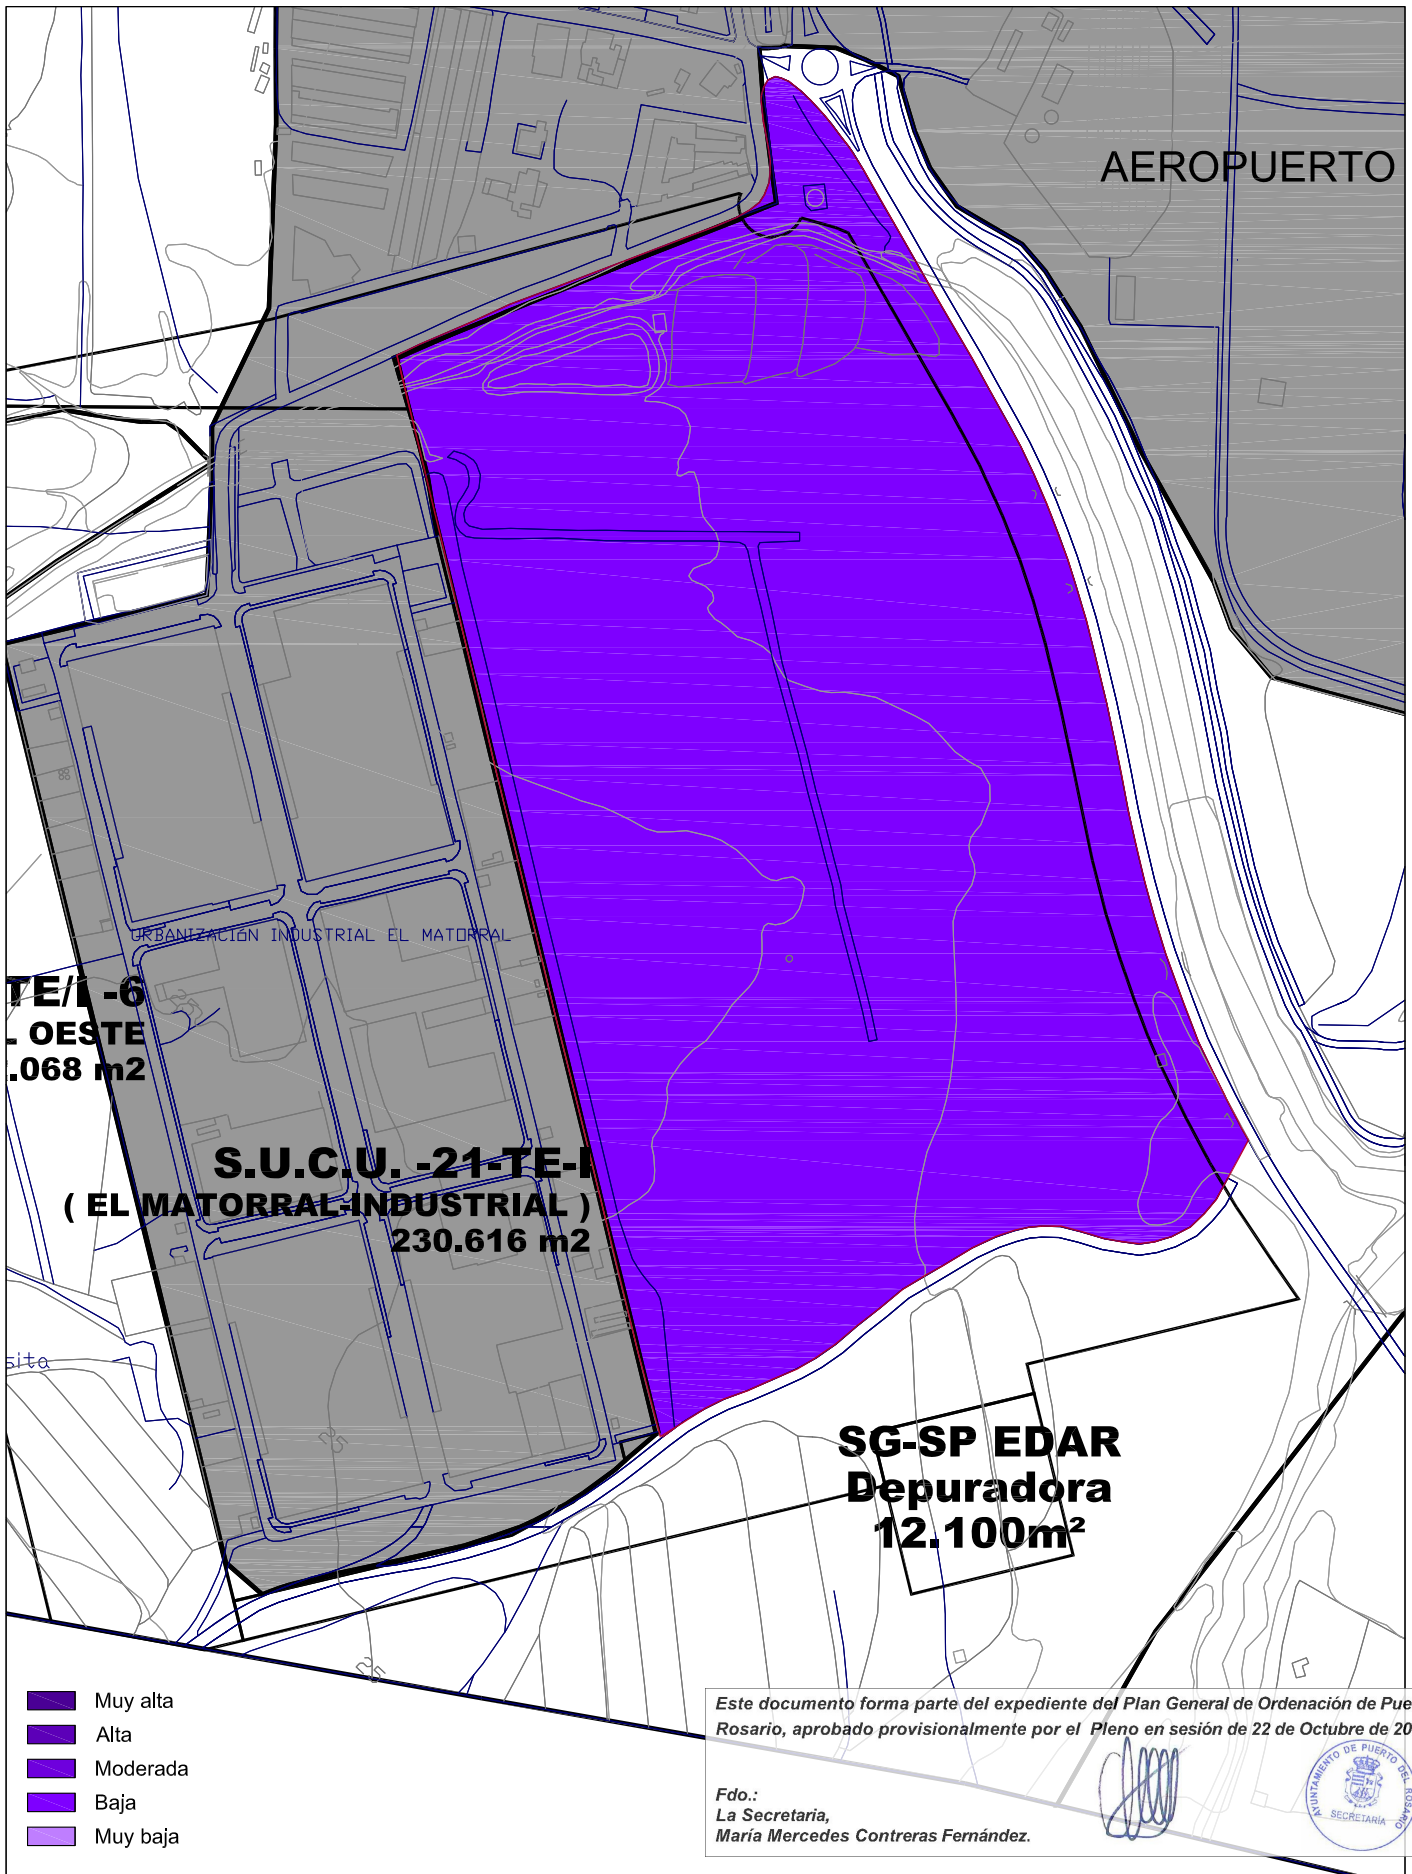 AEROPUERTO
URBANIZACIóN INDUSTRIAL EL MATORRAL
-6
OESTE
.068 m2
S.U.C.U. -21-TE-I
( EL MATORRAL-INDUSTRIAL )
230.616 m2
sita
25
25
SG-SP EDAR
Depuradora
12.100m²
Muy alta
Alta
Moderada
Baja
Muy baja
Este documento forma parte del expediente del Plan General de Ordenación de Pue
Rosario, aprobado provisionalmente por el Pleno en sesión de 22 de Octubre de 20
Fdo.:
La Secretaria,
María Mercedes Contreras Fernández.
AYUNTAMIENTO DE PUERTO DEL ROSARIO
SECRETARÍA